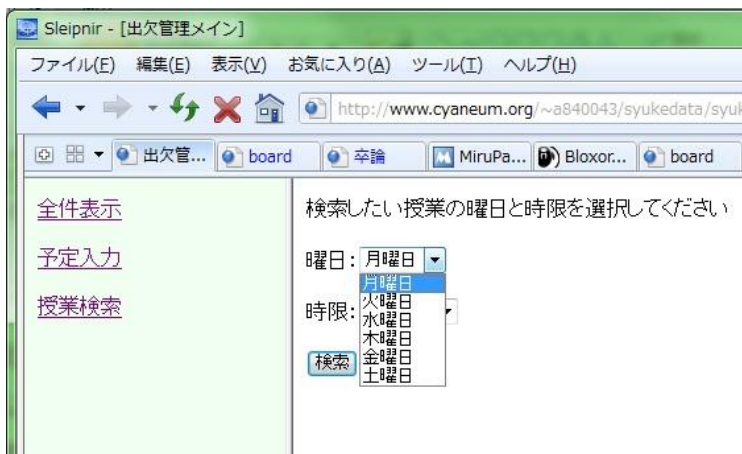 Sleipnir - [出欠管理メイン]
ファイル(F) 編集(E) 表示(V) お気に入り(A) ツール(T) ヘルプ(H)
http://www.cyaneum.org/~a840043/syukedata/syuk
出欠管... board 卒論 MiruPa... Bloxor... board
全件表示
予定入力
授業検索
検索したい授業の曜日と時限を選択してください
曜日: 月曜日
月曜日
火曜日
水曜日
木曜日
金曜日
土曜日
時限:
検索